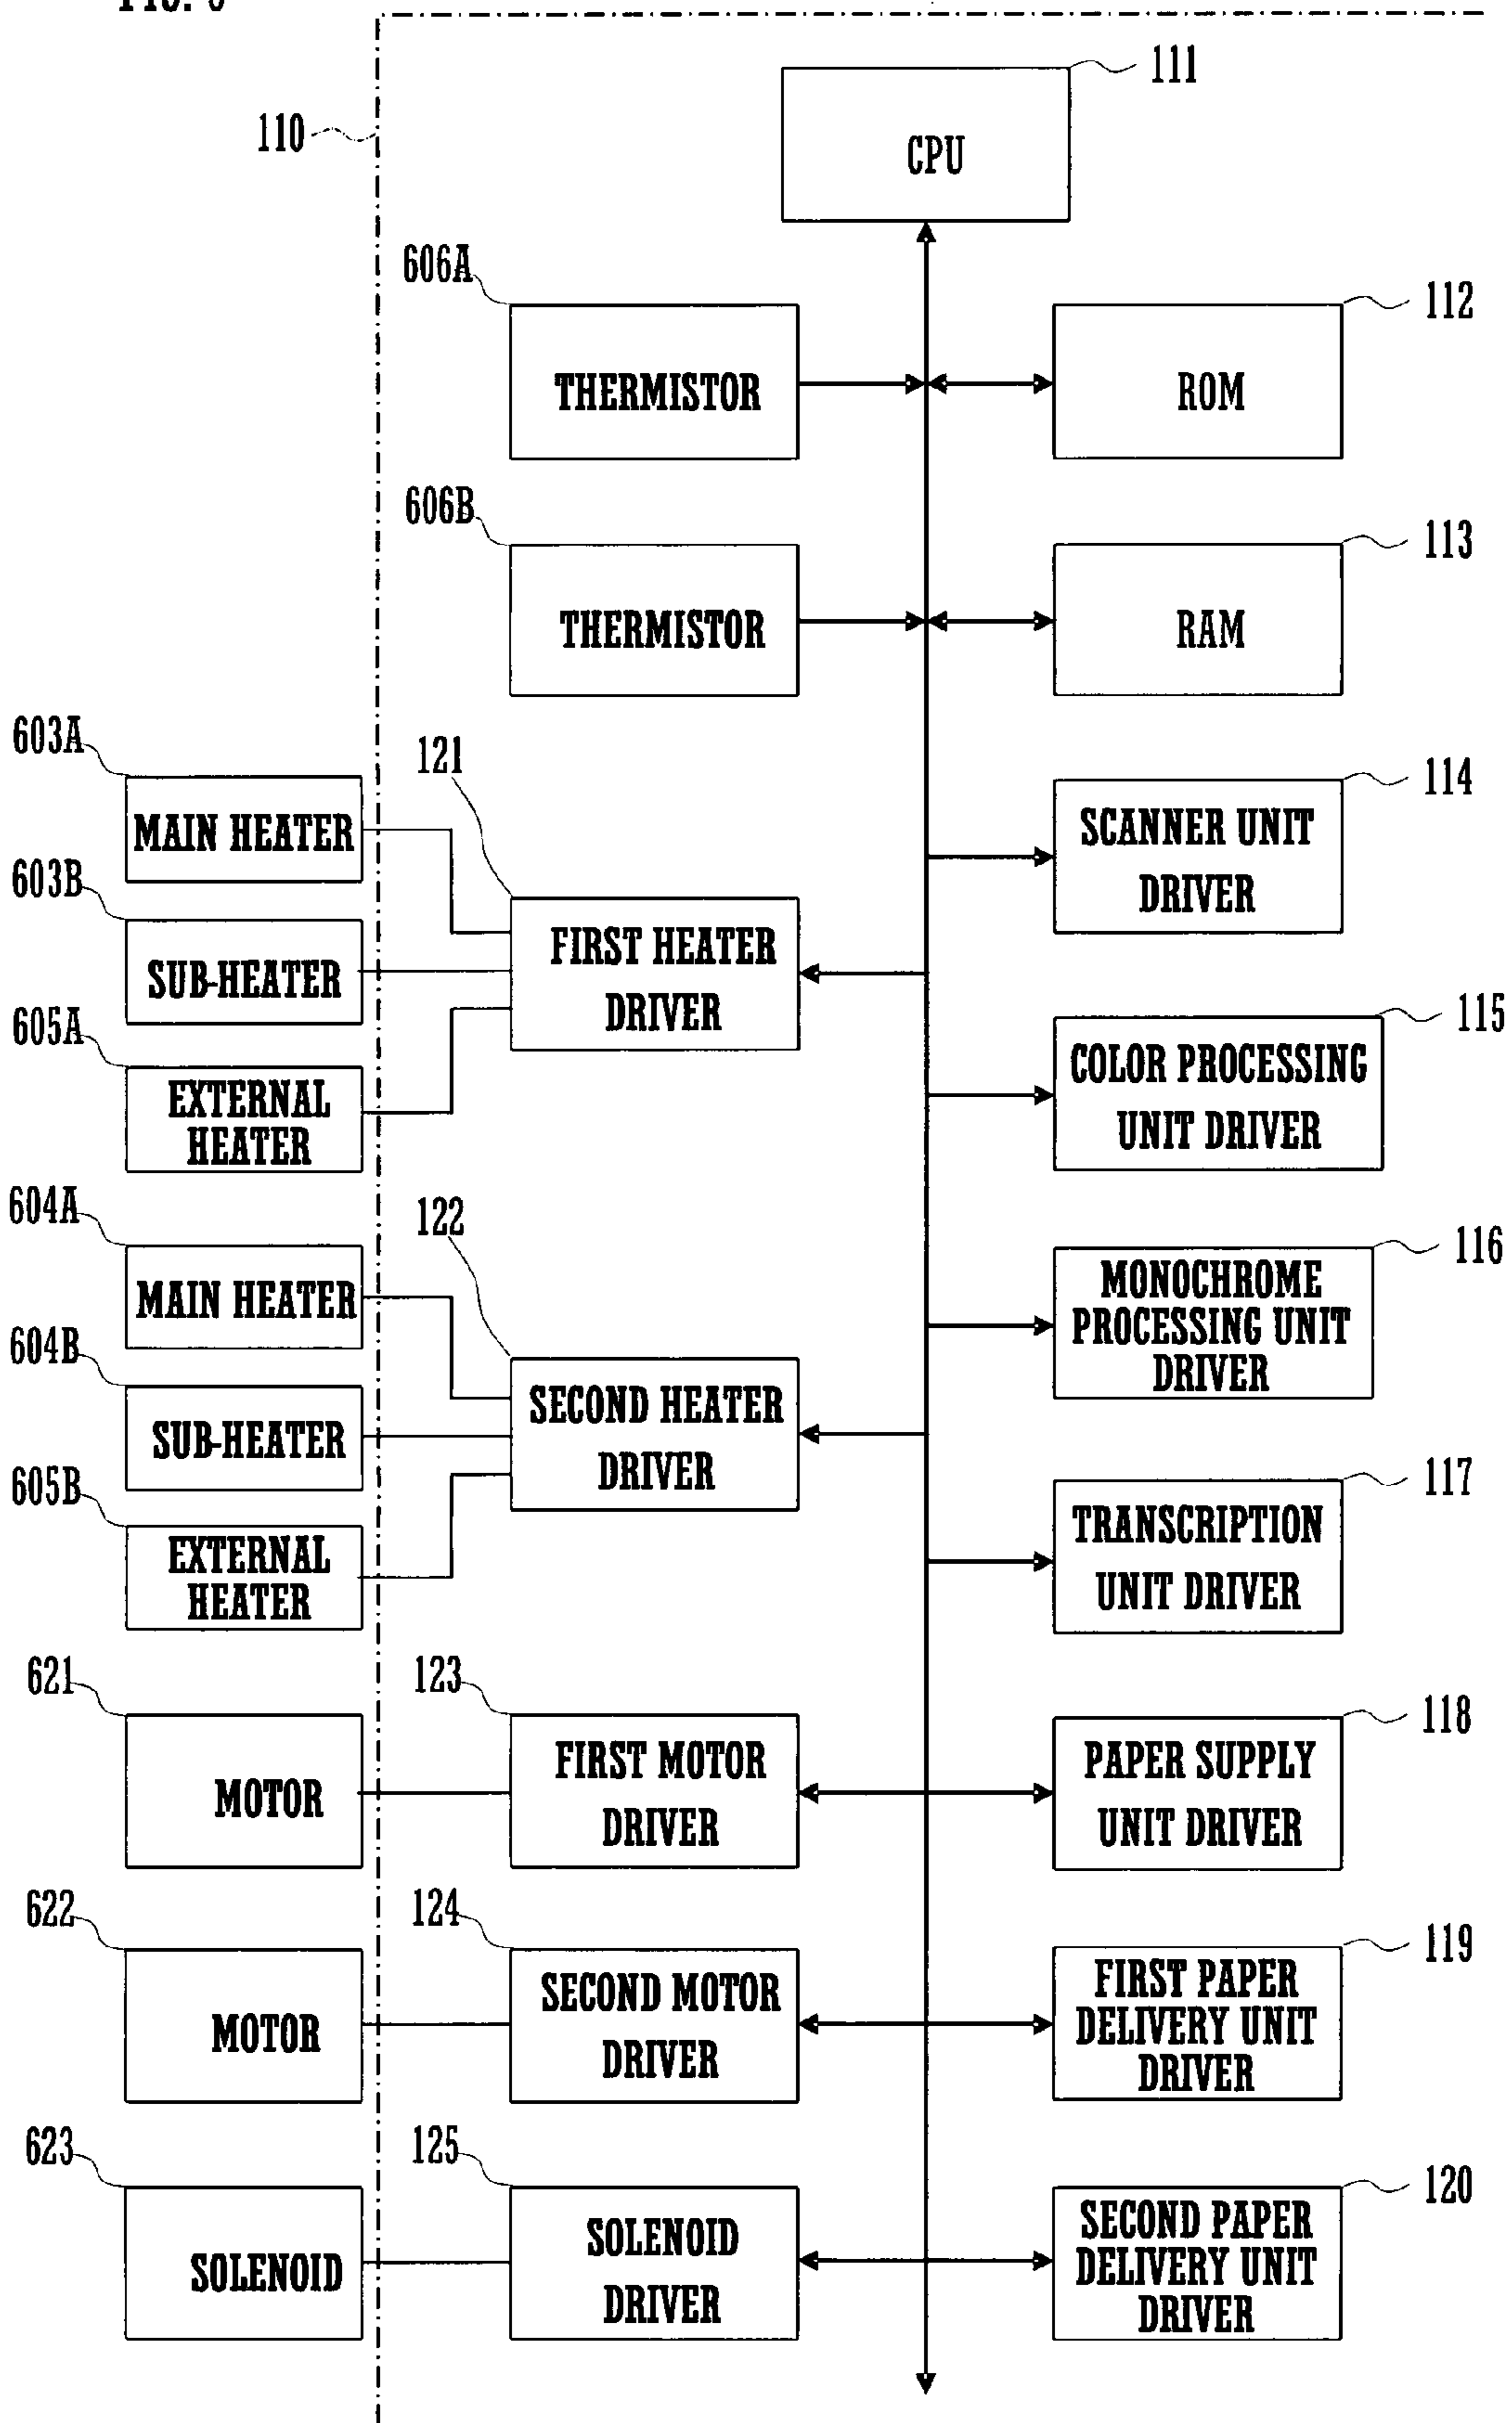 111
110
CPU
606A
112
THERMISTOR
ROM
606B
113
THERMISTOR
RAM
603A
121
114
MAIN HEATER
SCANNER UNIT
DRIVER
603B
SUB-HEATER
FIRST HEATER
DRIVER
605A
115
EXTERNAL
HEATER
COLOR PROCESSING
UNIT DRIVER
604A
122
116
MAIN HEATER
MONOCHROME
PROCESSING UNIT
DRIVER
604B
SUB-HEATER
SECOND HEATER
DRIVER
605B
117
EXTERNAL
HEATER
TRANSCRIPTION
UNIT DRIVER
621
123
118
MOTOR
FIRST MOTOR
DRIVER
PAPER SUPPLY
UNIT DRIVER
622
124
119
MOTOR
SECOND MOTOR
DRIVER
FIRST PAPER
DELIVERY UNIT
DRIVER
623
125
120
SOLENOID
SOLENOID
DRIVER
SECOND PAPER
DELIVERY UNIT
DRIVER